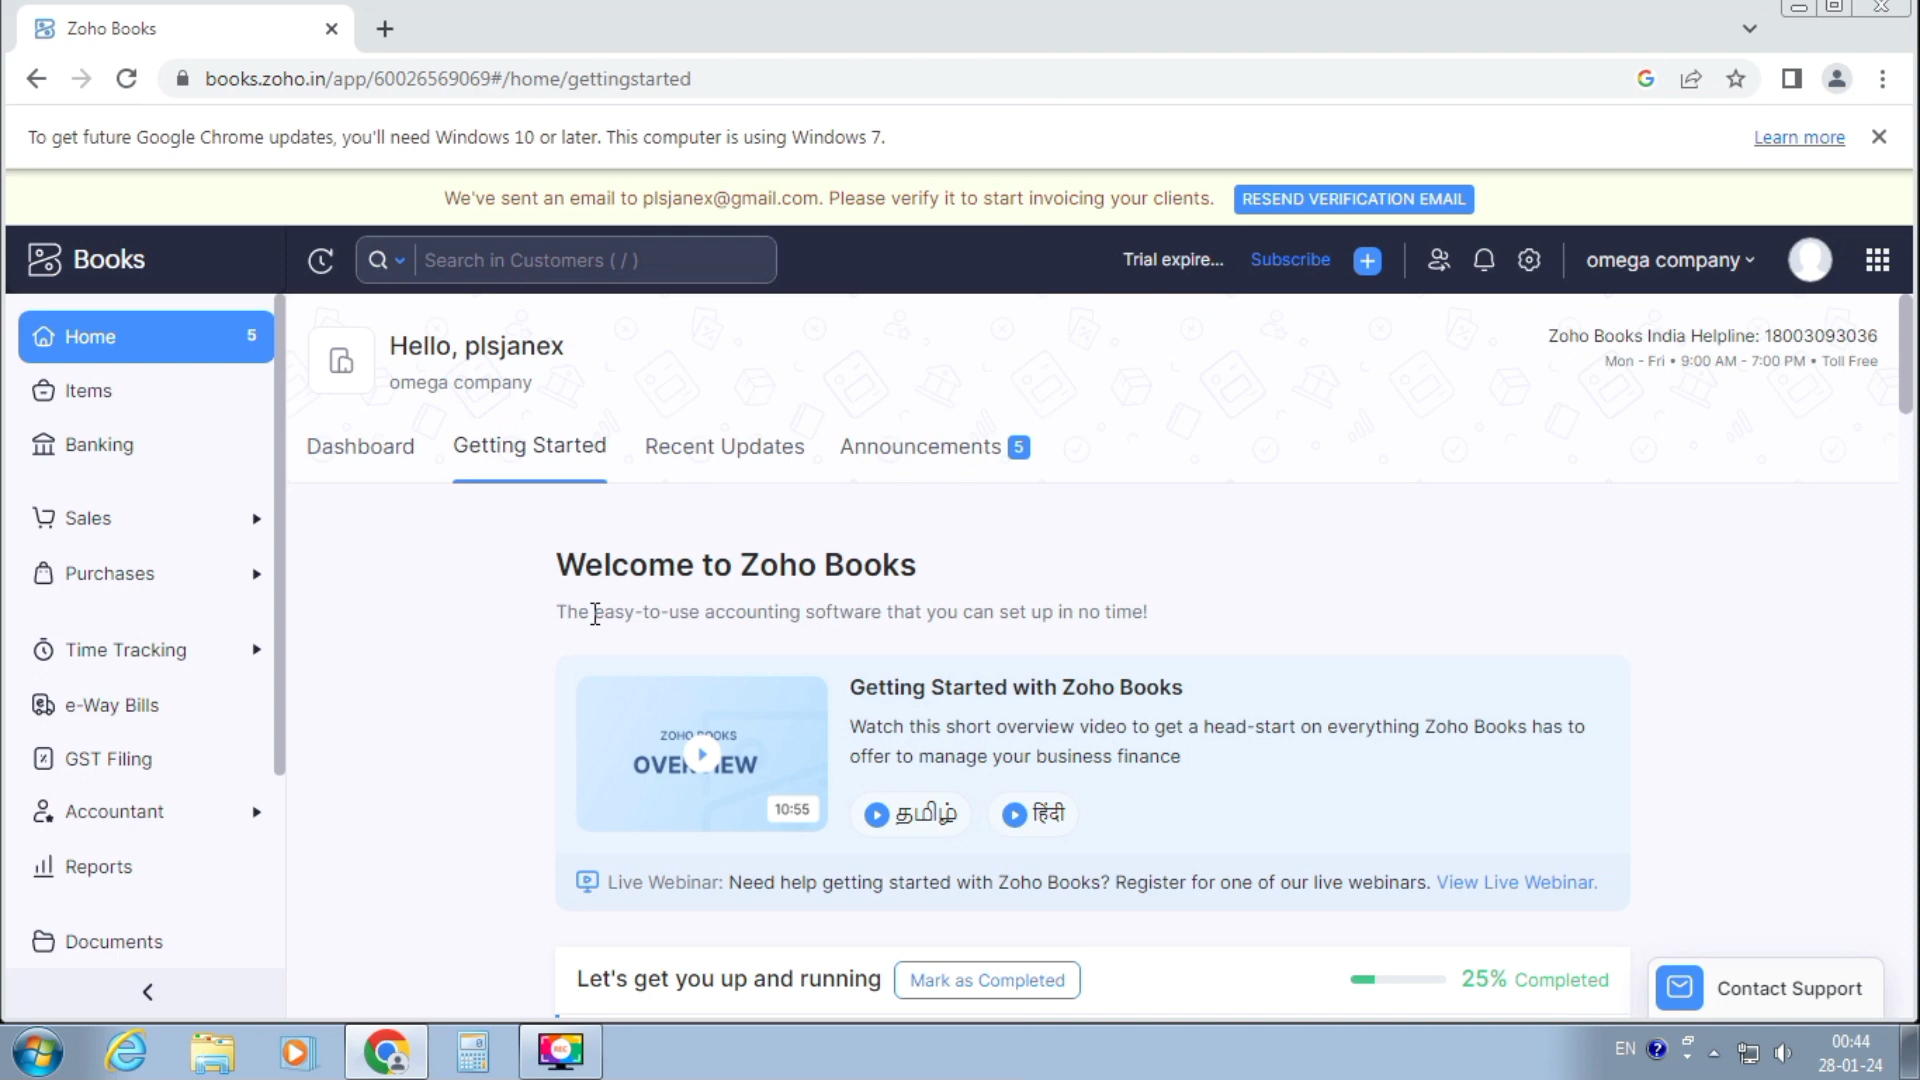 Zoho Books
books.zoho.in/app/60026569069#/home/gettingstarted
To get future Google Chrome updates, you'll need Windows 10 or later. This computer is using Windows 7.
Learn more
We've sent an email to plsjanex@gmail.com. Please verify it to start invoicing your clients.
RESEND VERIFICATION EMAIL
Books
Search in Customers ( / )
Trial expire...
Subscribe
omega company
Home 5
Items
Banking
Sales
Purchases
Time Tracking
e-Way Bills
GST Filing
Accountant
Reports
Documents
Hello, plsjanex
omega company
Zoho Books India Helpline: 18003093036
Mon - Fri • 9:00 AM - 7:00 PM • Toll Free
Dashboard
Getting Started
Recent Updates
Announcements 5
Welcome to Zoho Books
The easy-to-use accounting software that you can set up in no time!
ZOHO BOOKS
OVERVIEW
10:55
Getting Started with Zoho Books
Watch this short overview video to get a head-start on everything Zoho Books has to
offer to manage your business finance
தமிழ்
हिंदी
Live Webinar: Need help getting started with Zoho Books? Register for one of our live webinars. View Live Webinar.
Let's get you up and running
Mark as Completed
25% Completed
Contact Support
REC
EN
00:44
28-01-24